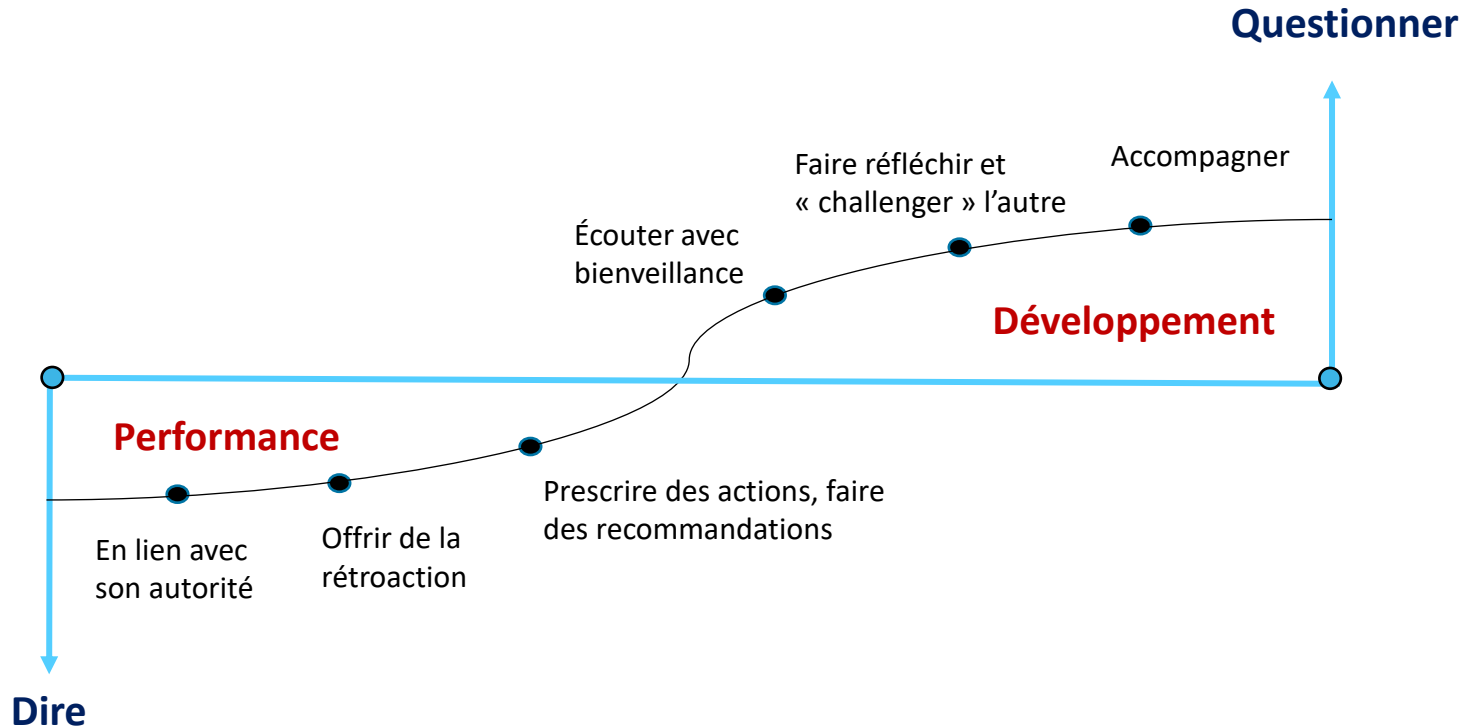 Questionner
Faire réfléchir et
« challenger » l’autre
Accompagner
Écouter avec
bienveillance
Développement
Performance
Prescrire des actions, faire
des recommandations
Offrir de la
rétroaction
En lien avec
son autorité
Dire